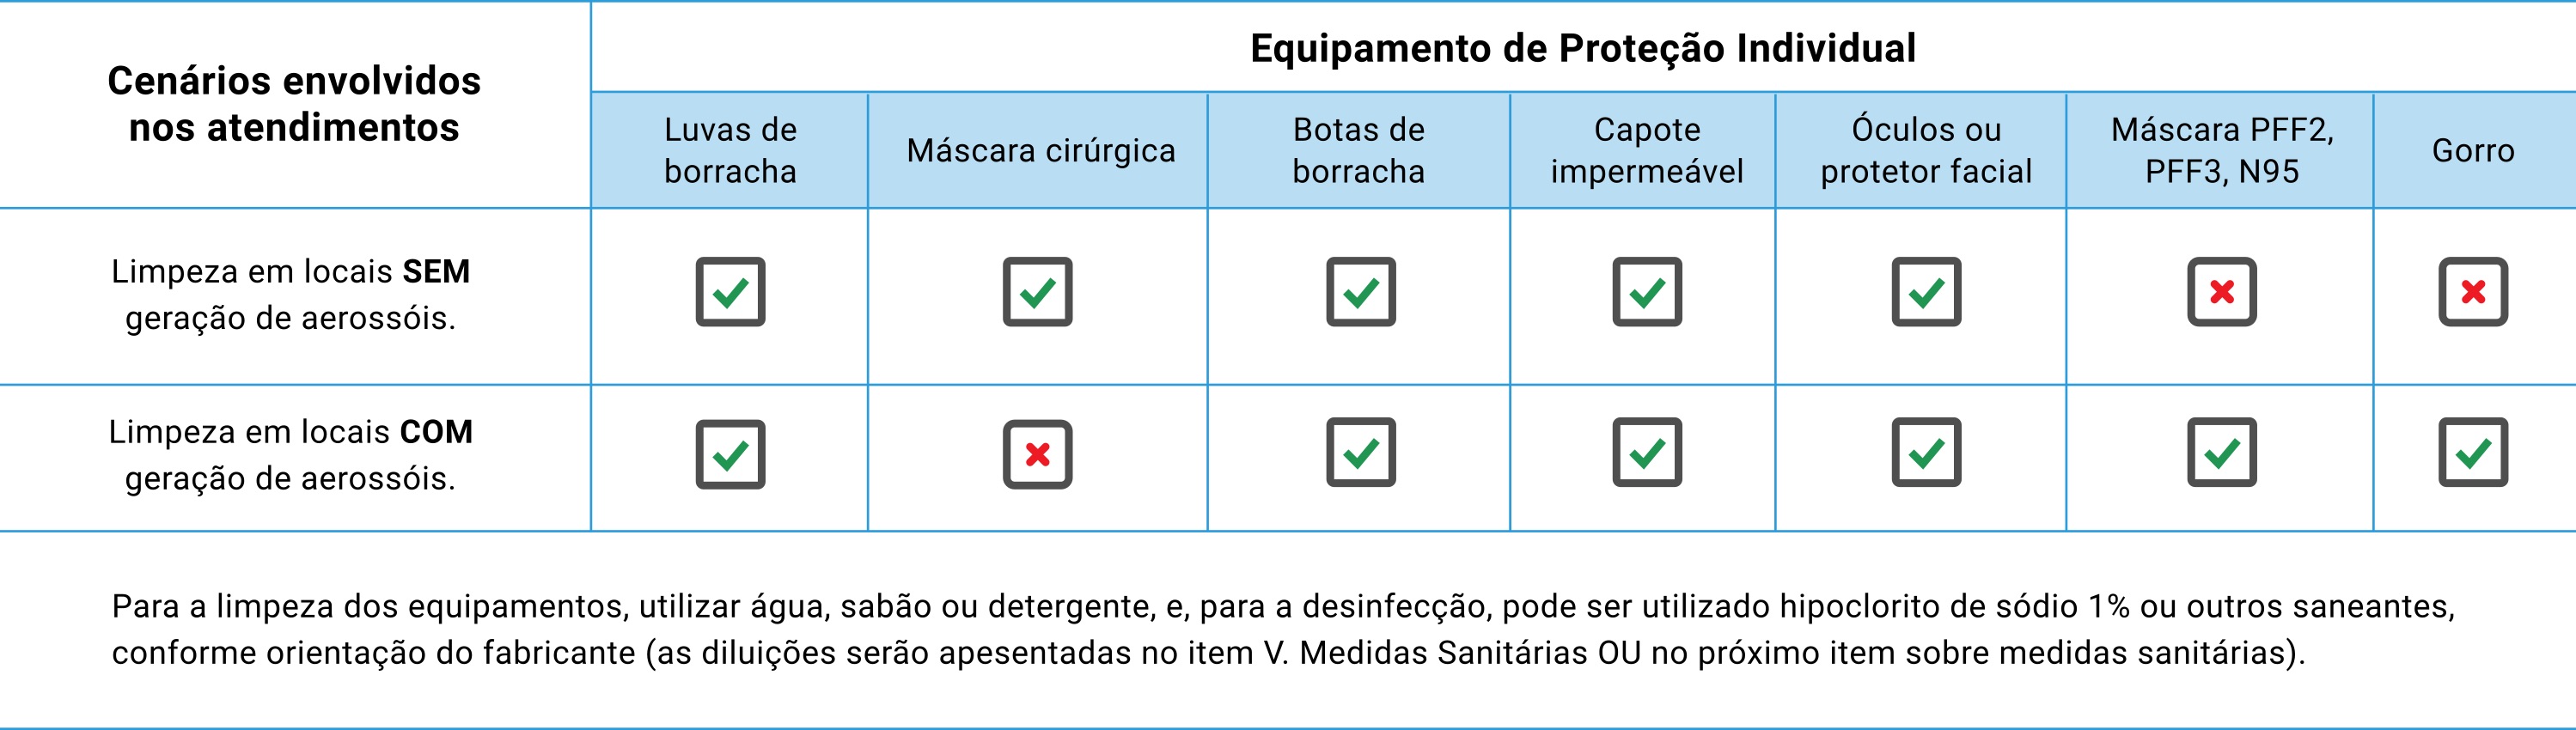 Cenários envolvidos
nos atendimentos
Equipamento de Proteção Individual
Luvas de
borracha
Máscara cirúrgica
Botas de
borracha
Capote
impermeável
Óculos ou
protetor facial
Máscara PFF2,
PFF3, N95
Gorro
Limpeza em locais SEM
geração de aerossóis.
Limpeza em locais COM
geração de aerossóis.
Para a limpeza dos equipamentos, utilizar água, sabão ou detergente, e, para a desinfecção, pode ser utilizado hipoclorito de sódio 1% ou outros saneantes,
conforme orientação do fabricante (as diluições serão apesentadas no item V. Medidas Sanitárias OU no próximo item sobre medidas sanitárias).